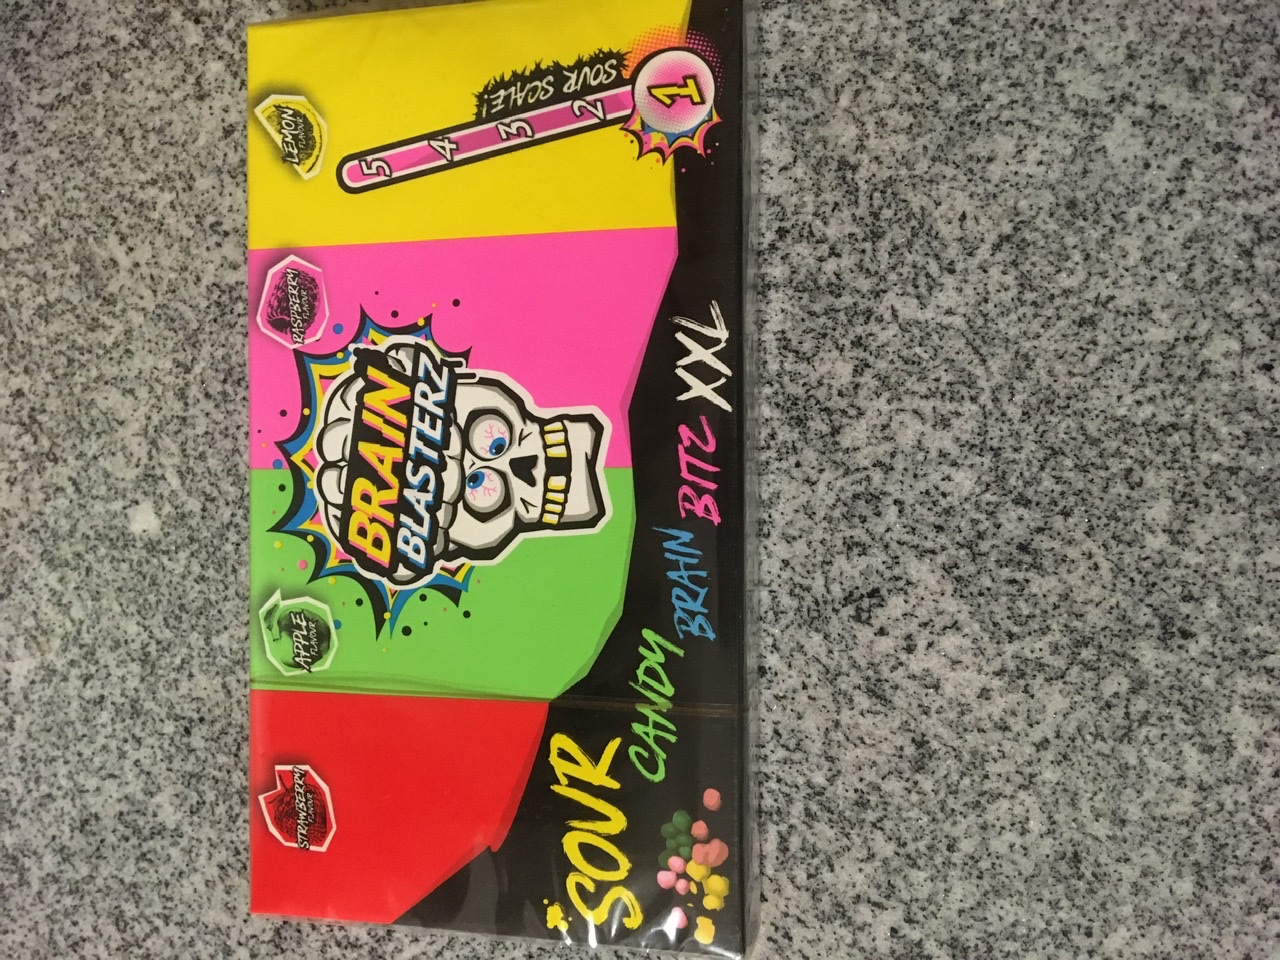 STRAWBERRY
FLAVOUR
APPLE
FLAVOUR
RASPBERRY
FLAVOUR
LEMON
FLAVOUR
BRAIN
BLASTERZ
SOUR SCALE!
5 4 3 2 1
SOUR
CANDY
BRAIN
BITZ XXL